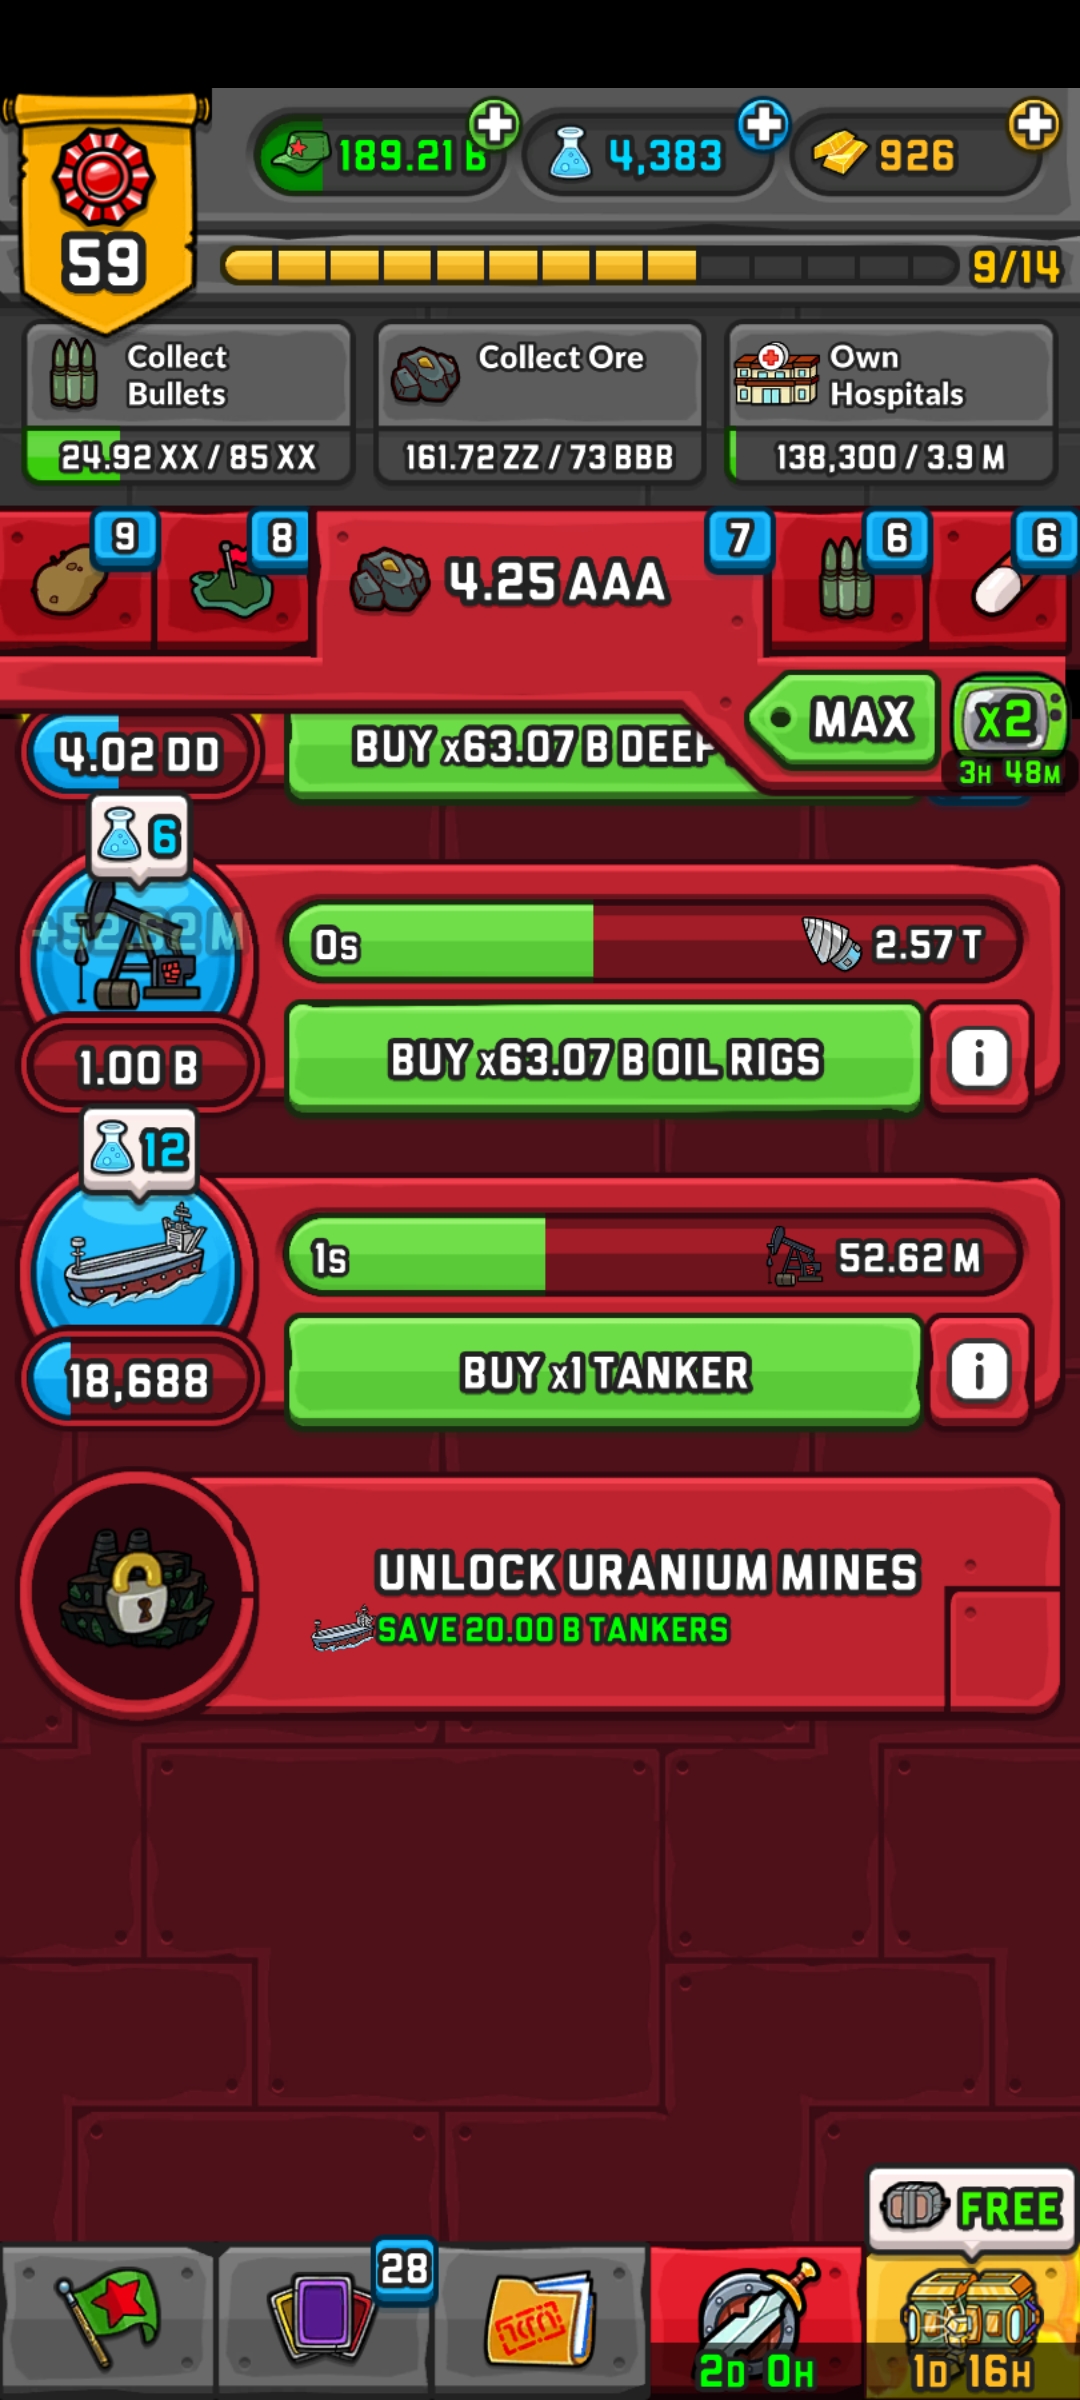 189.21 B
4,383
926
59
9/14
Collect
Bullets
24.92 XX / 85 XX
Collect Ore
161.72 ZZ / 73 BBB
Own
Hospitals
138,300 / 3.9 M
9
8
4.25 AAA
7
6
6
MAX
x2
3H 48M
4.02 DD
BUY x63.07 B DEEP
6
+52.62 M
0s
2.57 T
1.00 B
BUY x63.07 B OIL RIGS
i
12
1s
52.62 M
18,688
BUY x1 TANKER
i
UNLOCK URANIUM MINES
SAVE 20.00 B TANKERS
FREE
28
2D 0H
1D 16H